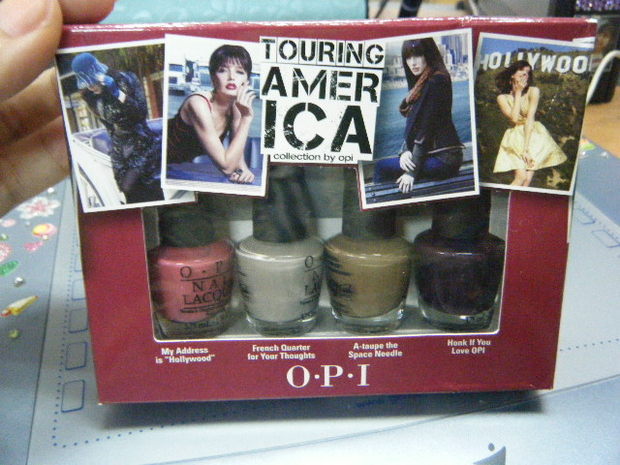 TOURING
AMER
ICA
collection by opi
HOLLYWOO
O·P·I
NAIL
LACQU
My Address
is "Hollywood"
French Quarter
for Your Thoughts
A-taupe the
Space Needle
Honk If You
Love OPI
O·P·I